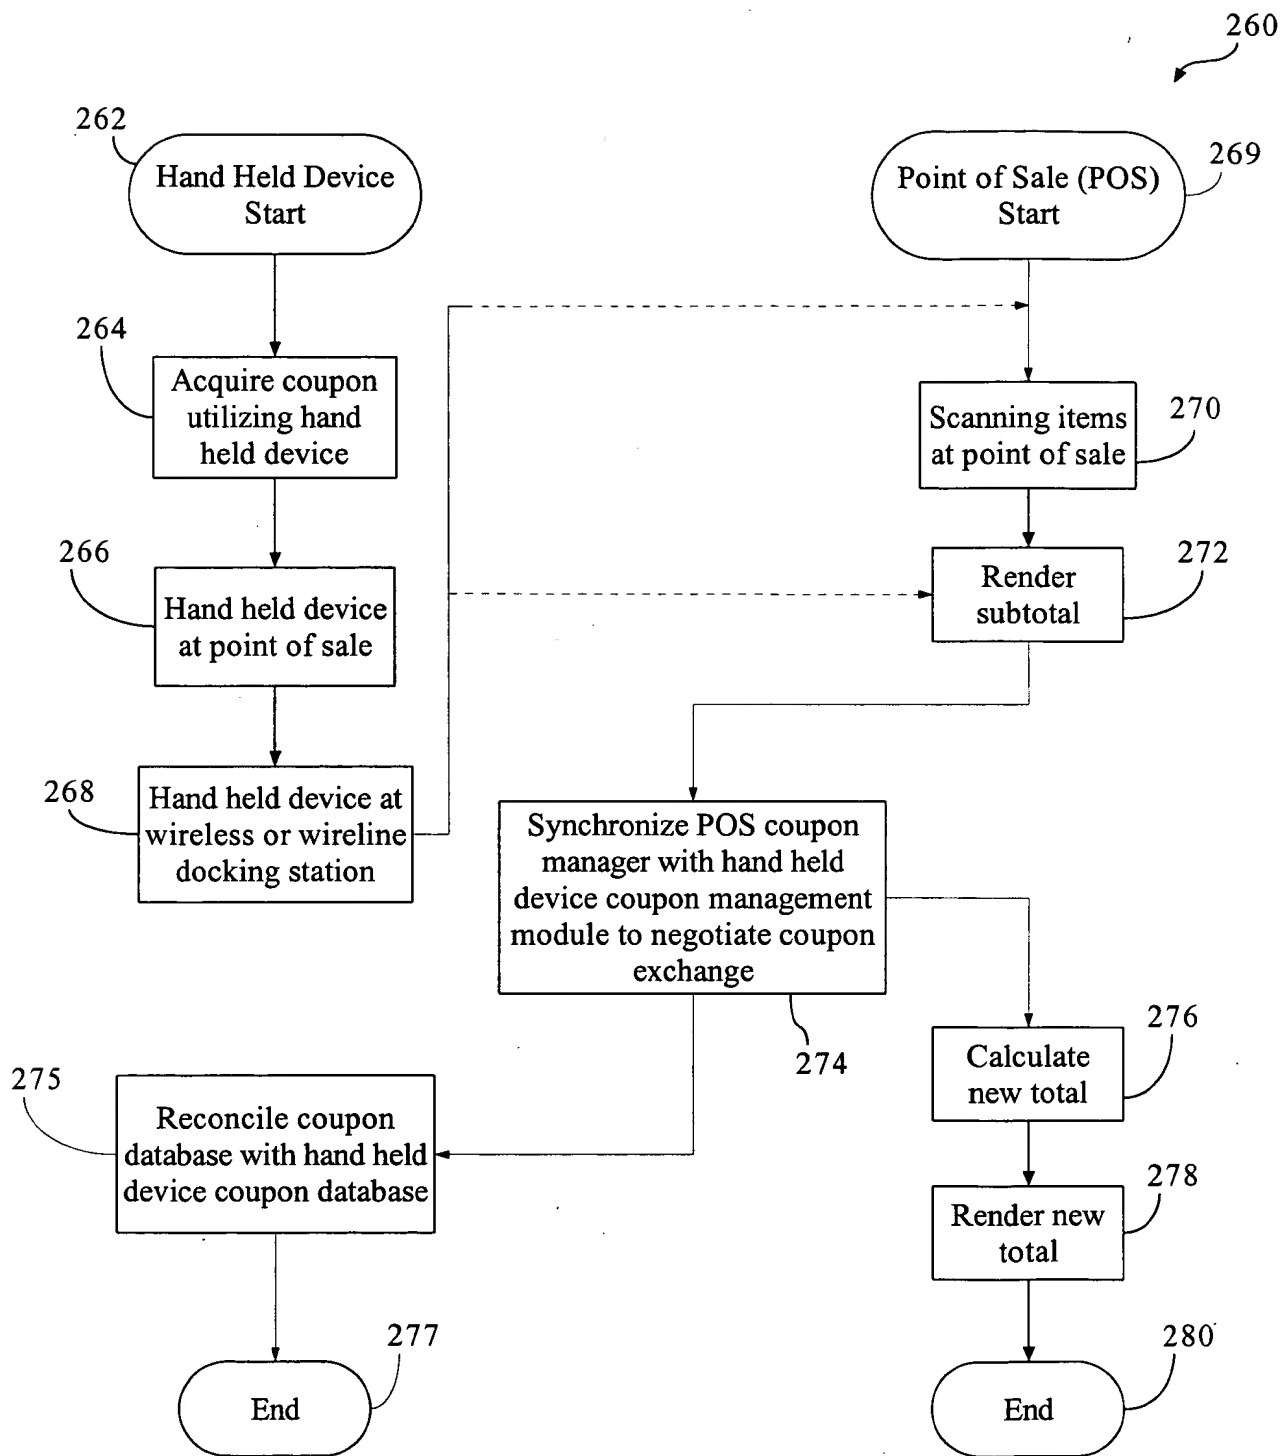 260
262
Hand Held Device
Start
Point of Sale (POS)
Start
269
264
Acquire coupon
utilizing hand
held device
Scanning items
at point of sale
270
266
Hand held device
at point of sale
Render
subtotal
272
268
Hand held device at
wireless or wireline
docking station
Synchronize POS coupon
manager with hand held
device coupon management
module to negotiate coupon
exchange
274
276
Calculate
new total
275
Reconcile coupon
database with hand held
device coupon database
278
Render new
total
277
End
280
End